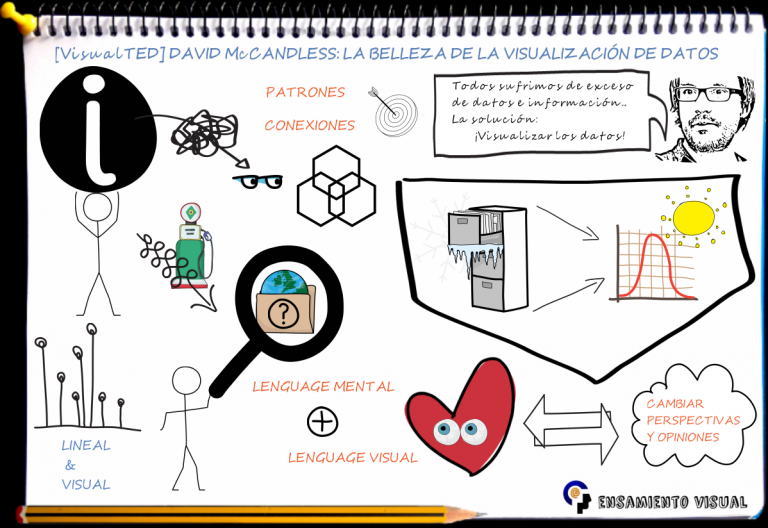 [VisualTED] DAVID McCANDLESS: LA BELLEZA DE LA VISUALIZACIÓN DE DATOS
i
PATRONES
CONEXIONES
Todos sufrimos de exceso
de datos e información..
La solución:
¡Visualizar los datos!
?
LENGUAGE MENTAL
+
LENGUAGE VISUAL
LINEAL
&
VISUAL
CAMBIAR
PERSPECTIVAS
Y OPINIONES
@
ENSAMIENTO VISUAL